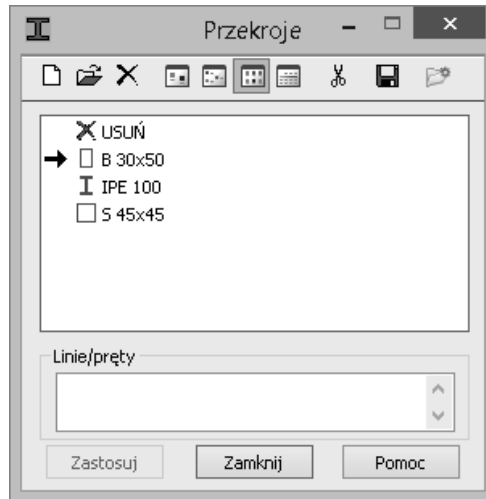 Przekroje
USUŃ
B 30x50
IPE 100
S 45x45
Linie/pręty
Zastosuj Zamknij Pomoc